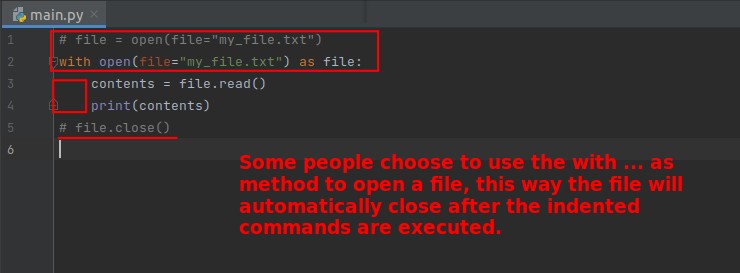 main.py
1 # file = open(file="my_file.txt")
2 with open(file="my_file.txt") as file:
3     contents = file.read()
4     print(contents)
5 # file.close()
6
Some people choose to use the with ... as
method to open a file, this way the file will
automatically close after the indented
commands are executed.